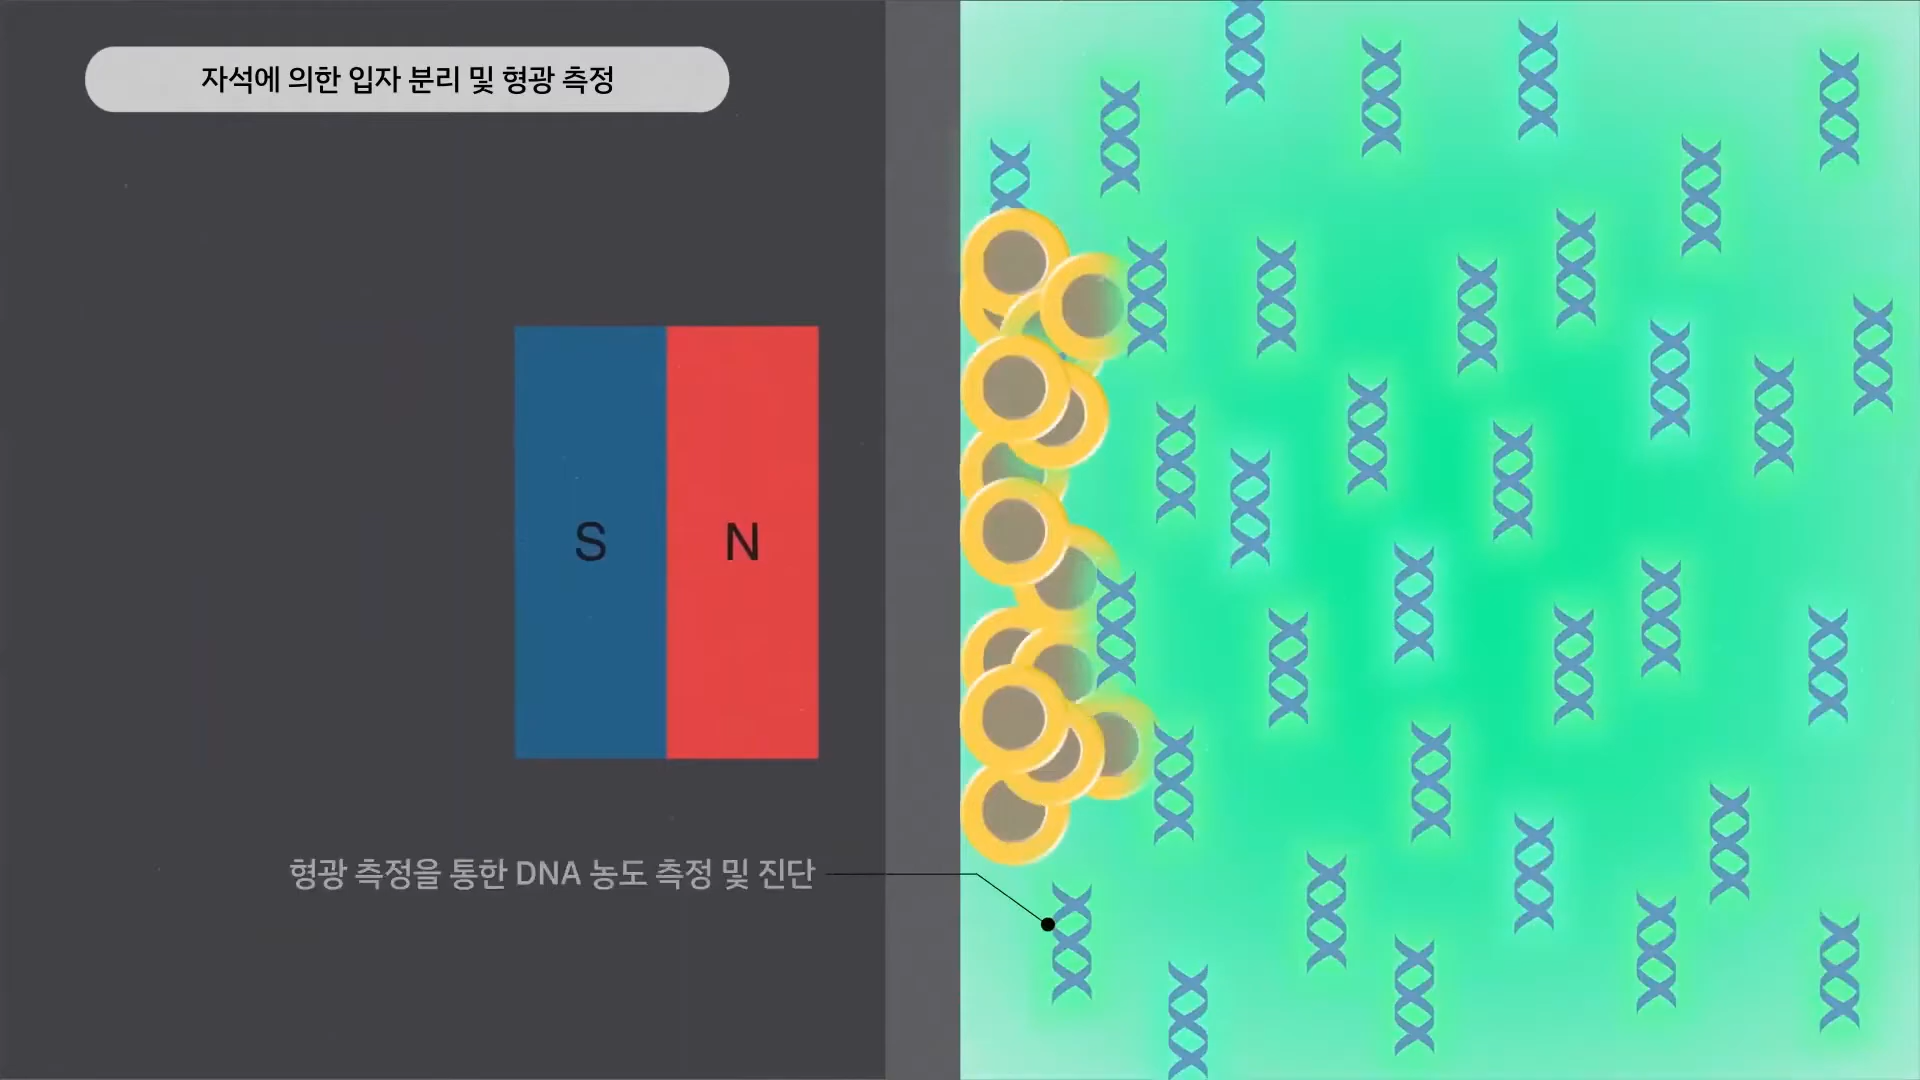 자석에 의한 입자 분리 및 형광 측정
S
N
형광 측정을 통한 DNA 농도 측정 및 진단